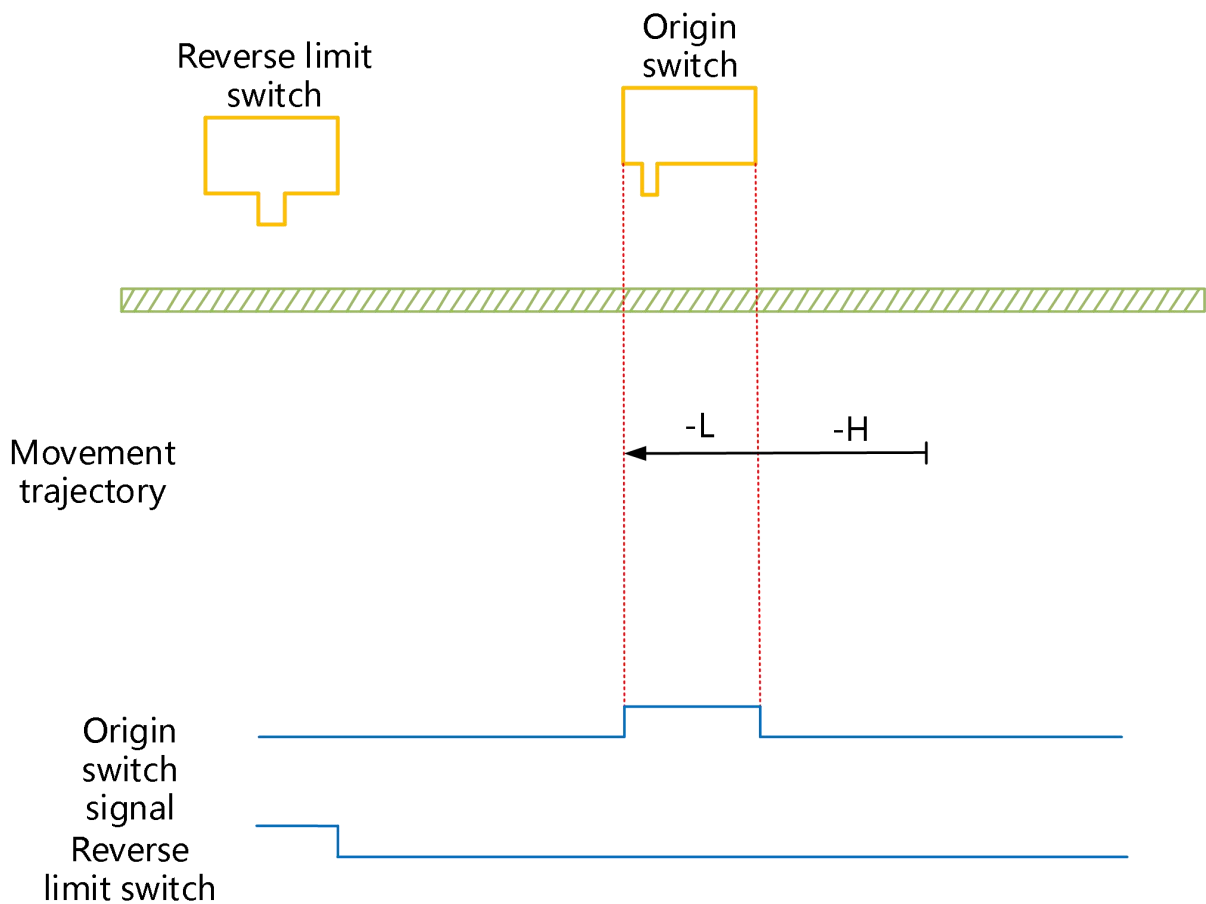 Reverse limit
switch
Origin
switch
-L
-H
Movement
trajectory
Origin
switch
signal
Reverse
limit switch